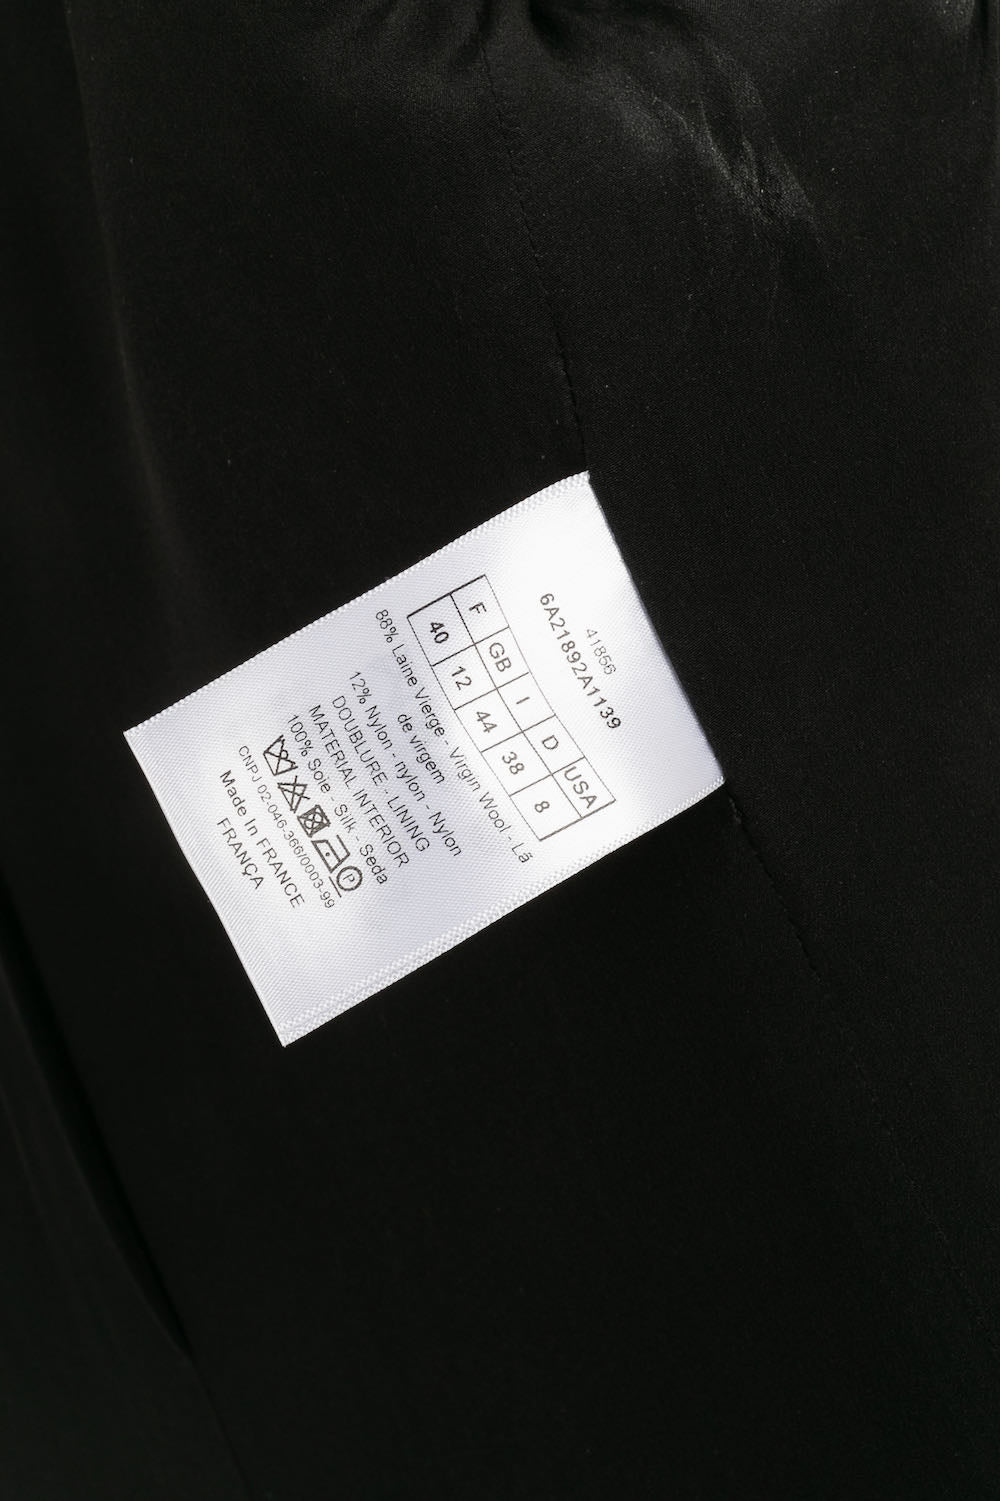 41856
6A21892A1139
F GB I D USA
40 12 44 38 8
88% Laine Vierge - Virgin Wool - Lã
de virgem
12% Nylon - nylon - Nylon
DOUBLURE - LINING
MATERIAL INTERIOR
100% Soie - Silk - Seda
P
CNPJ 02-046-366/0003-99
Made In FRANCE
FRANÇA